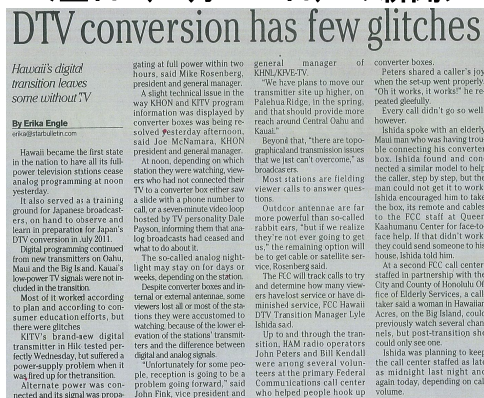 DTV conversion has few glitches
Hawaii's digital
transition leaves
some without TV
By Erika Engle
erika@starbulletin.com
Hawaii became the first state
in the nation to have all its full-
power television stations cease
analog programming at noon
yesterday.
It also served as a training
ground for Japanese broadcast-
ers, on hand to observe and
learn in preparation for Japan's
DTV conversion in July 2011.
Digital programming continued
from new transmitters on Oahu,
Maui and the Big Island. Kauai's
low-power TV signals were not in-
cluded in the transition.
Most of it worked according
to plan and according to con-
sumer education efforts, but
there were glitches
KITV's brand-new digital
transmitter in Hilo tested per-
fectly Wednesday, but suffered a
power-supply problem when it
was fired up for the transition.
Alternate power was con-
nected and its signal was propa-
gating at full power within two
hours, said Mike Rosenberg,
president and general manager.
A slight technical issue in the
way KHON and KITV program
information was displayed by
converter boxes was being re-
solved yesterday afternoon,
said Joe McNamara, KHON
president and general manager.
At noon, depending on which
station they were watching, view-
ers who had not connected their
TV to a converter box either saw
a slide with a phone number to
call, or a seven-minute video loop
hosted by TV personality Dale
Payson, informing them that ana-
log broadcasts had ceased and
what to do about it.
The so-called analog night-
light may stay on for days or
weeks, depending on the station.
Despite converter boxes and in-
ternal or external antennae, some
viewers lost all or most of the sta-
tions they were accustomed to
watching, because of the lower el-
evation of the stations' transmit-
ters and the difference between
digital and analog signals.
"Unfortunately for some peo-
ple, reception is going to be a
problem going forward," said
John Fink, vice president and
general manager of
KHNL/KFVE-TV.
"We have plans to move our
transmitter site up higher, on
Palehua Ridge, in the spring,
and that should provide more
reach around Central Oahu and
Kauai."
Beyond that, "there are topo-
graphical and transmission issues
that we just can't overcome," as
broadcasters.
Most stations are fielding
viewer calls to answer ques-
tions.
Outdoor antennae are far
more powerful than so-called
rabbit ears, "but if we realize
they're not ever going to get
us," the remaining option will
be to get cable or satellite ser-
vice, Rosenberg said.
The FCC will track calls to try
and determine how many view-
ers have lost service or have di-
minished service, FCC Hawaii
DTV Transition Manager Lyle
Ishida said.
Up to and through the tran-
sition, HAM radio operators
John Peters and Bill Kendall
were among several volun-
teers at the primary Federal
Communications call center
who helped people hook up
converter boxes.
Peters shared a caller's joy
when the set-up went properly.
"Oh it works, it works!" he re-
peated gleefully.
Every call didn't go so well
however.
Ishida spoke with an elderly
Maui man who was having trou-
ble connecting his converter
box. Ishida found and con-
nected a similar model to help
the caller, step by step, but the
man could not get it to work.
Ishida encouraged him to take
the box, its remote and cables
to the FCC staff at Queen
Kaahumanu Center for face-to-
face help. If that didn't work
they could send someone to his
house, Ishida told him.
At a second FCC call center
staffed in partnership with the
City and County of Honolulu Of
fice of Elderly Services, a call
taker said a woman in Hawaiian
Acres, on the Big Island, could
previously watch several chan
nels, but post-transition she
could only see one.
Ishida was planning to keep
the call center staffed as late
as midnight last night and
again today, depending on call
volume.